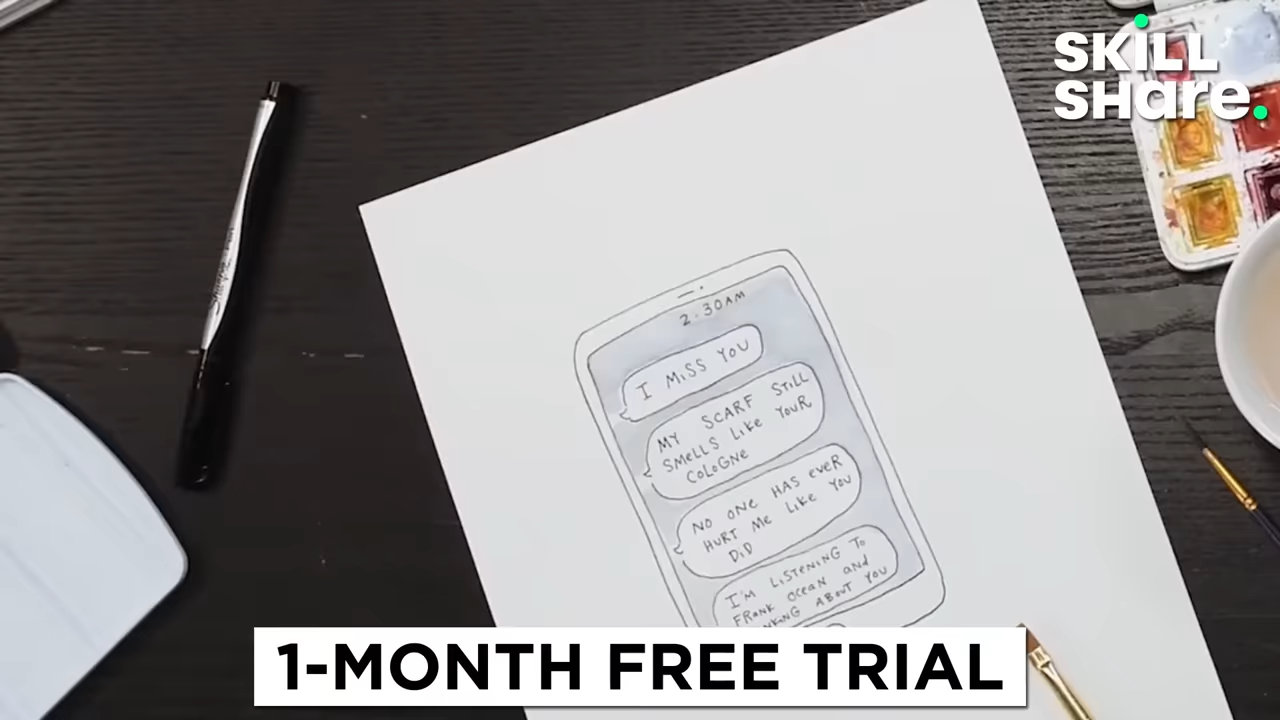 SKILL
SHare.
2:30AM
I MiSS YOU
MY SCARF STiLL
SMeLLS LiKe YouR
COLOGNe
NO ONe HAS eVeR
HURT Me LiKe YOU
DiD
I'M LiSTENiNG To
FRANK OCeaN and
ABouT YOU
1-MONTH FREE TRIAL